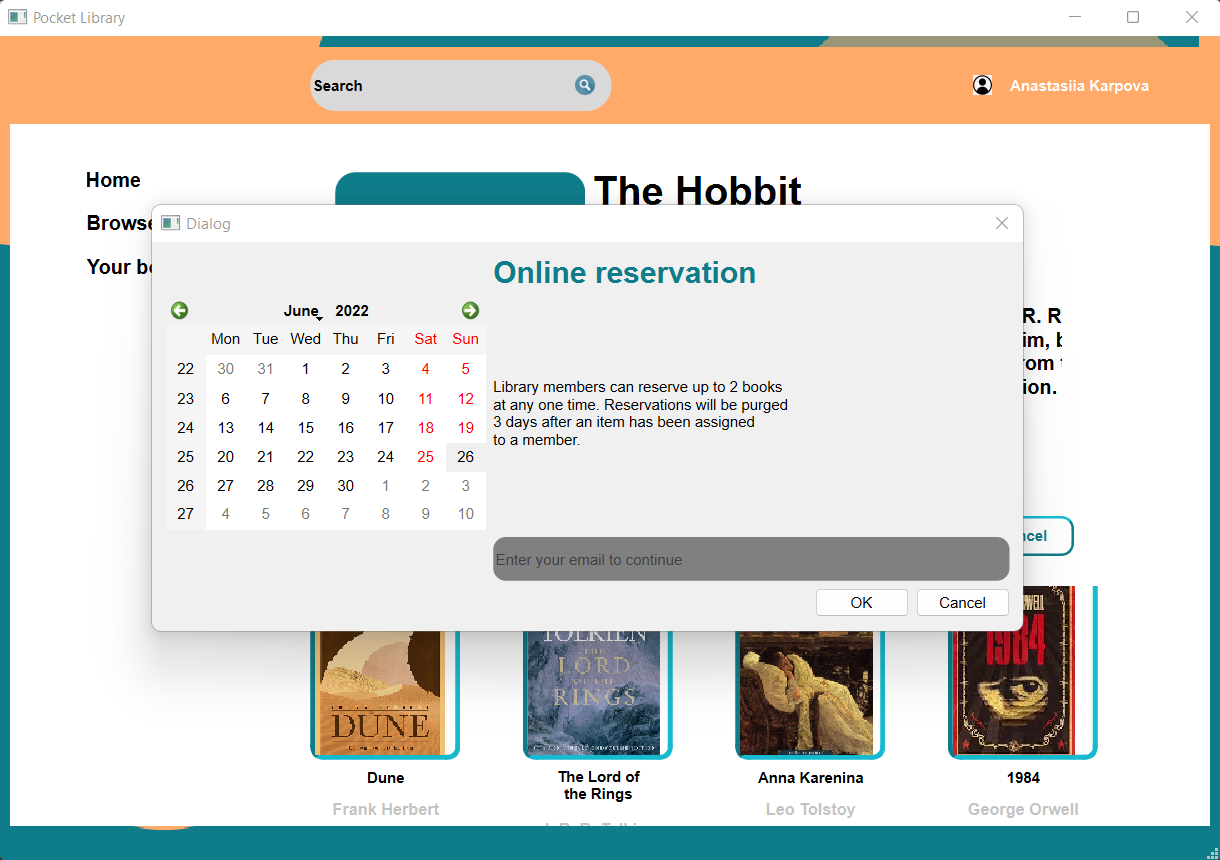 Pocket Library
Search
Anastasiia Karpova
Home
Browse
Your b
The Hobbit
Dialog
Online reservation
June 2022
Mon Tue Wed Thu Fri Sat Sun
22 30 31 1 2 3 4 5
23 6 7 8 9 10 11 12
24 13 14 15 16 17 18 19
25 20 21 22 23 24 25 26
26 27 28 29 30 1 2 3
27 4 5 6 7 8 9 10
Library members can reserve up to 2 books
at any one time. Reservations will be purged
3 days after an item has been assigned
to a member.
R. R
im, b
rom
ion.
ncel
Enter your email to continue
OK Cancel
DUNE
TOLKIEN
THE
LORD
OF THE
RINGS
1984
Dune
The Lord of
the Rings
Anna Karenina
1984
Frank Herbert
Leo Tolstoy
George Orwell